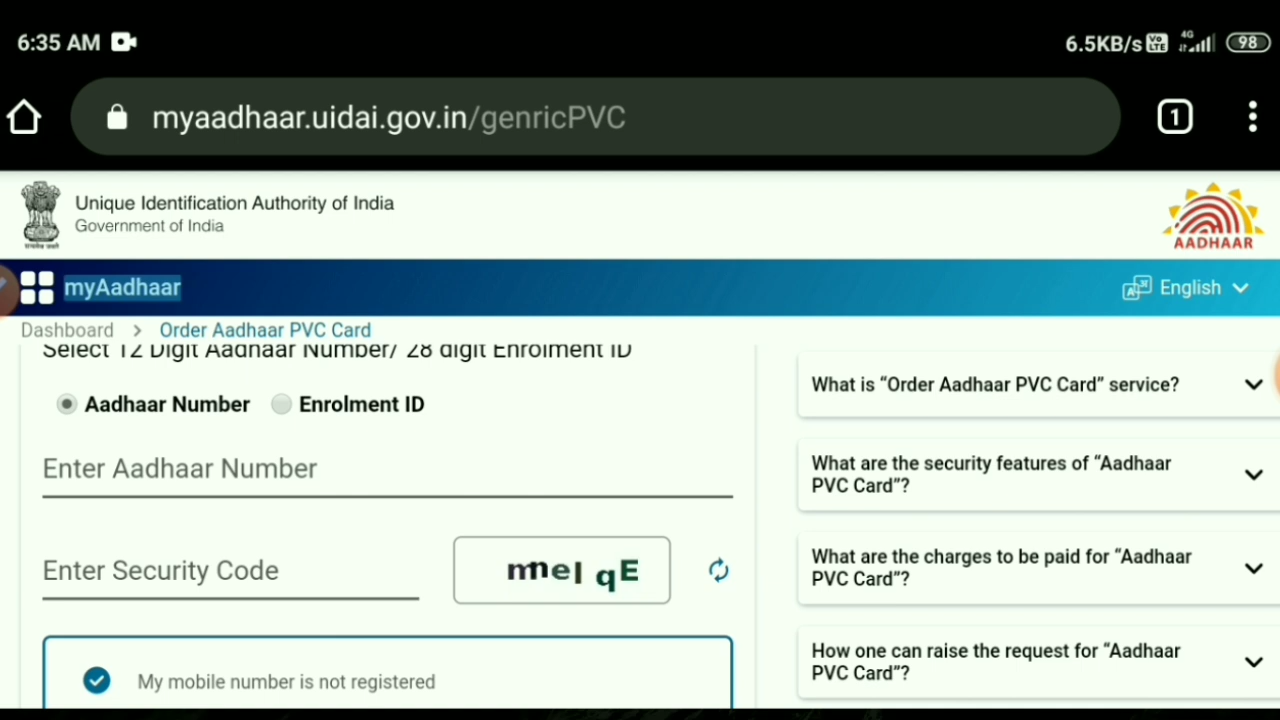 6:35 AM
6.5KB/s Vo LTE 4G 98
myaadhaar.uidai.gov.in/genricPVC
1
Unique Identification Authority of India
Government of India
AADHAAR
myAadhaar
English
Dashboard > Order Aadhaar PVC Card
Select 12 Digit Aadhaar Number/ 28 digit Enrolment ID
Aadhaar Number Enrolment ID
Enter Aadhaar Number
Enter Security Code
My mobile number is not registered
What is “Order Aadhaar PVC Card” service?
What are the security features of “Aadhaar
PVC Card”?
What are the charges to be paid for “Aadhaar
PVC Card”?
How one can raise the request for “Aadhaar
PVC Card”?